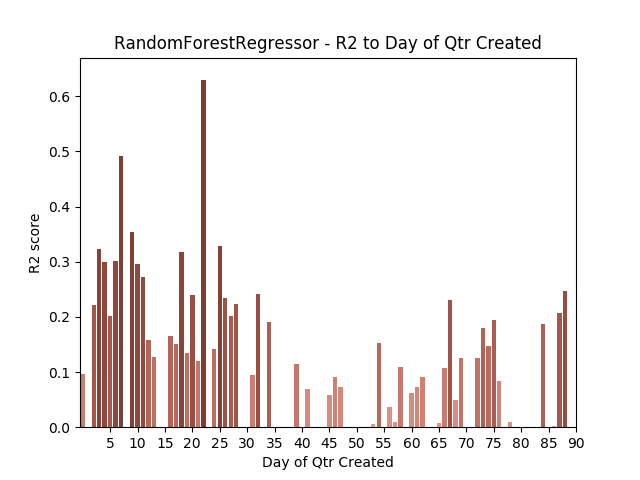 RandomForestRegressor - R2 to Day of Qtr Created
0.6
0.5
0.4
0.3
0.2
0.1
0.0
R2 score
5 10 15 20 25 30 35 40 45 50 55 60 65 70 75 80 85 90
Day of Qtr Created